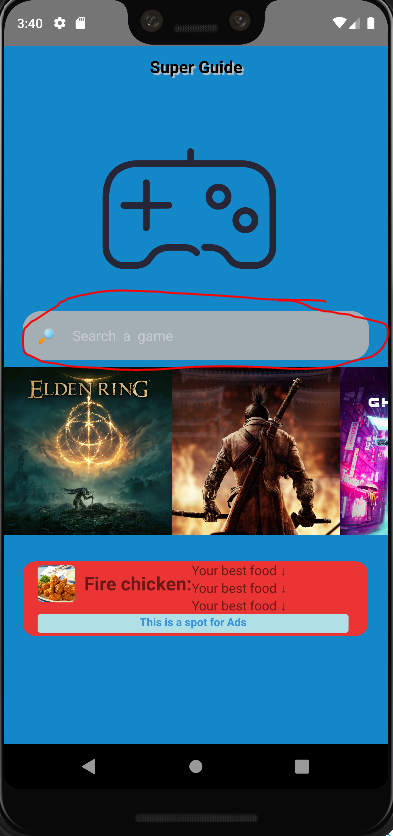 3:40
Super Guide
Search a game
ELDEN RING
GH
Fire chicken:
Your best food ↓
Your best food ↓
Your best food ↓
This is a spot for Ads